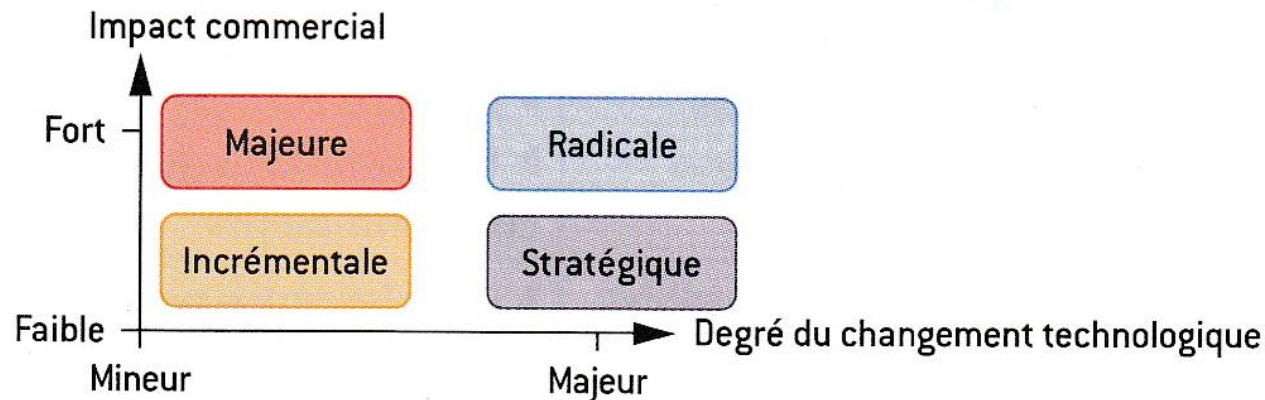 Impact commercial
Fort
Majeure
Radicale
Incrémentale
Stratégique
Faible
Degré du changement technologique
Mineur
Majeur